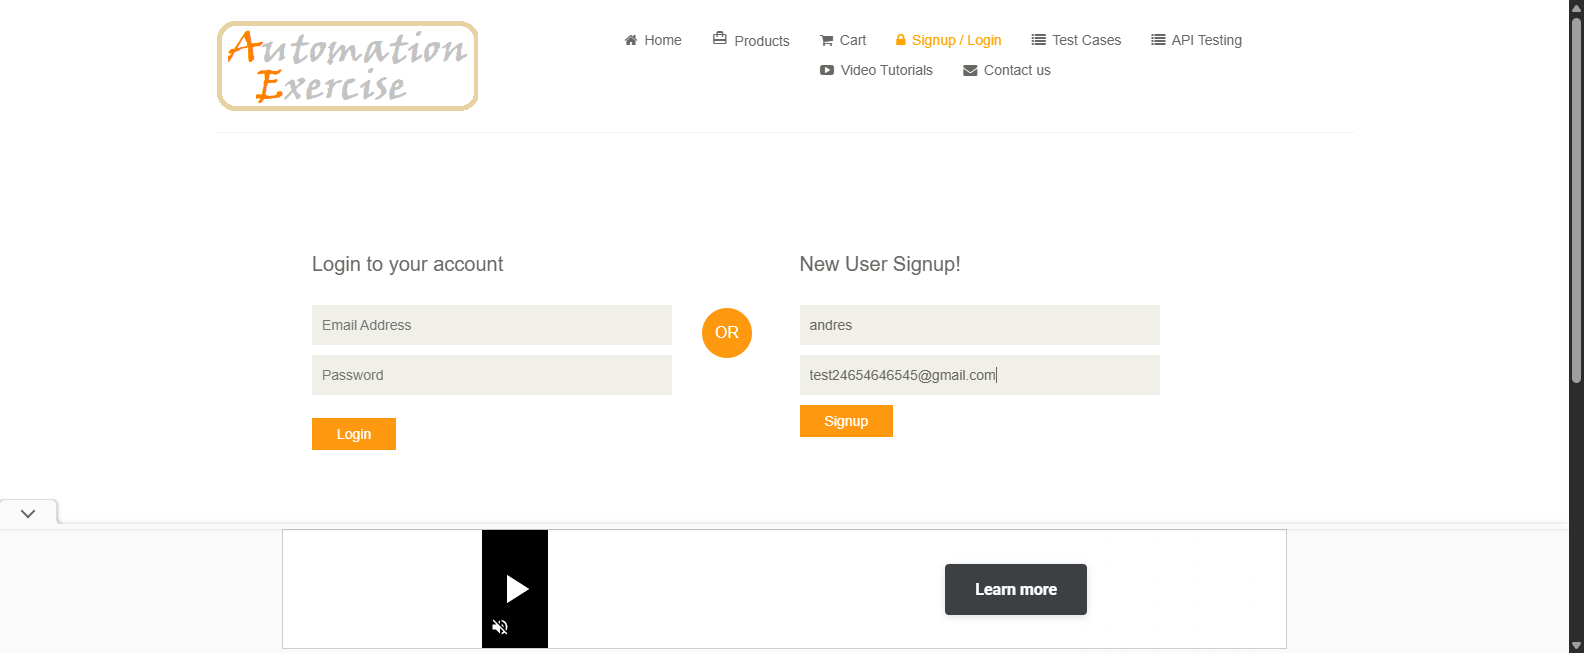 Automation
Exercise
Home
Products
Cart
Signup / Login
Test Cases
API Testing
Video Tutorials
Contact us
Login to your account
Email Address
Password
Login
OR
New User Signup!
andres
test24654646545@gmail.com
Signup
Learn more